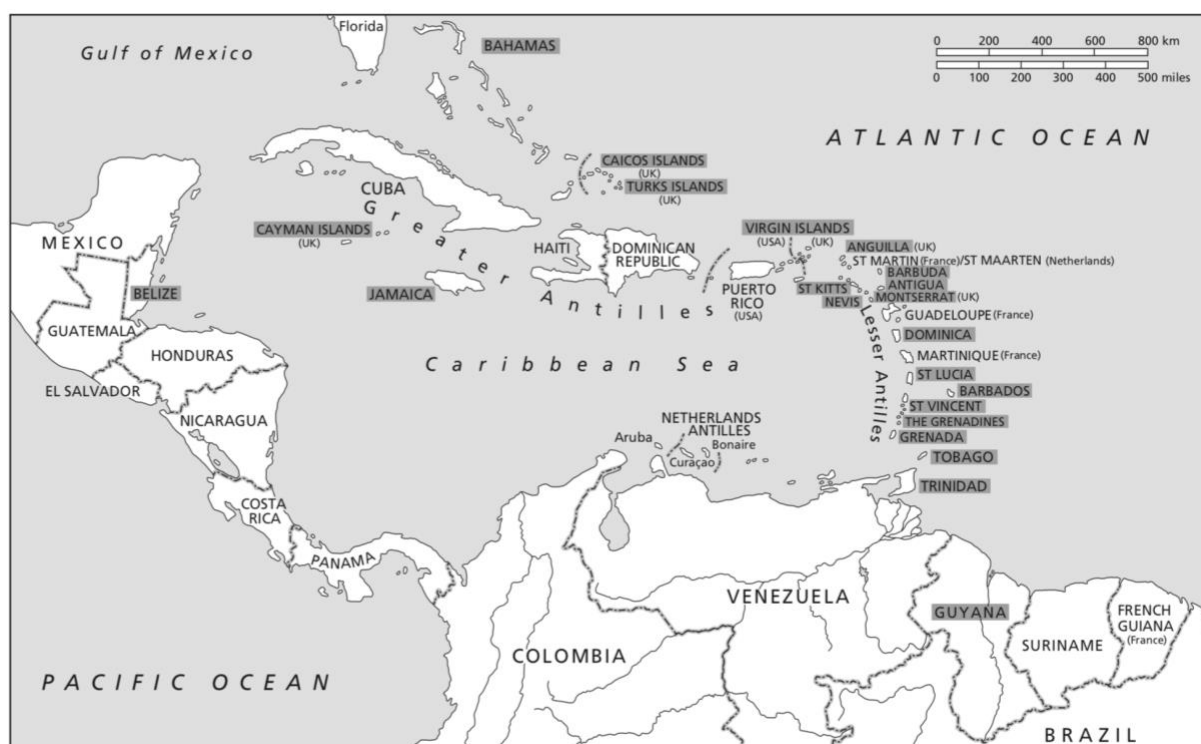 Florida
Gulf of Mexico
BAHAMAS
0 200 400 600 800 km
0 100 200 300 400 500 miles
ATLANTIC OCEAN
CAICOS ISLANDS
(UK)
TURKS ISLANDS
(UK)
CUBA
Greater Antilles
CAYMAN ISLANDS
(UK)
VIRGIN ISLANDS
(USA) (UK)
MEXICO
HAITI
DOMINICAN
REPUBLIC
ANGUILLA (UK)
ST MARTIN (France)/ST MAARTEN (Netherlands)
BARBUDA
ANTIGUA
BELIZE
JAMAICA
PUERTO
RICO
(USA)
ST KITTS
NEVIS
MONTSERRAT (UK)
GUADELOUPE (France)
Lesser Antilles
GUATEMALA
DOMINICA
HONDURAS
Caribbean Sea
MARTINIQUE (France)
ST LUCIA
EL SALVADOR
BARBADOS
NICARAGUA
ST VINCENT
THE GRENADINES
NETHERLANDS
ANTILLES
Aruba
Bonaire
Curaçao
GRENADA
TOBAGO
TRINIDAD
COSTA
RICA
PANAMA
VENEZUELA
GUYANA
FRENCH
GUIANA
(France)
SURINAME
COLOMBIA
PACIFIC OCEAN
BRAZIL